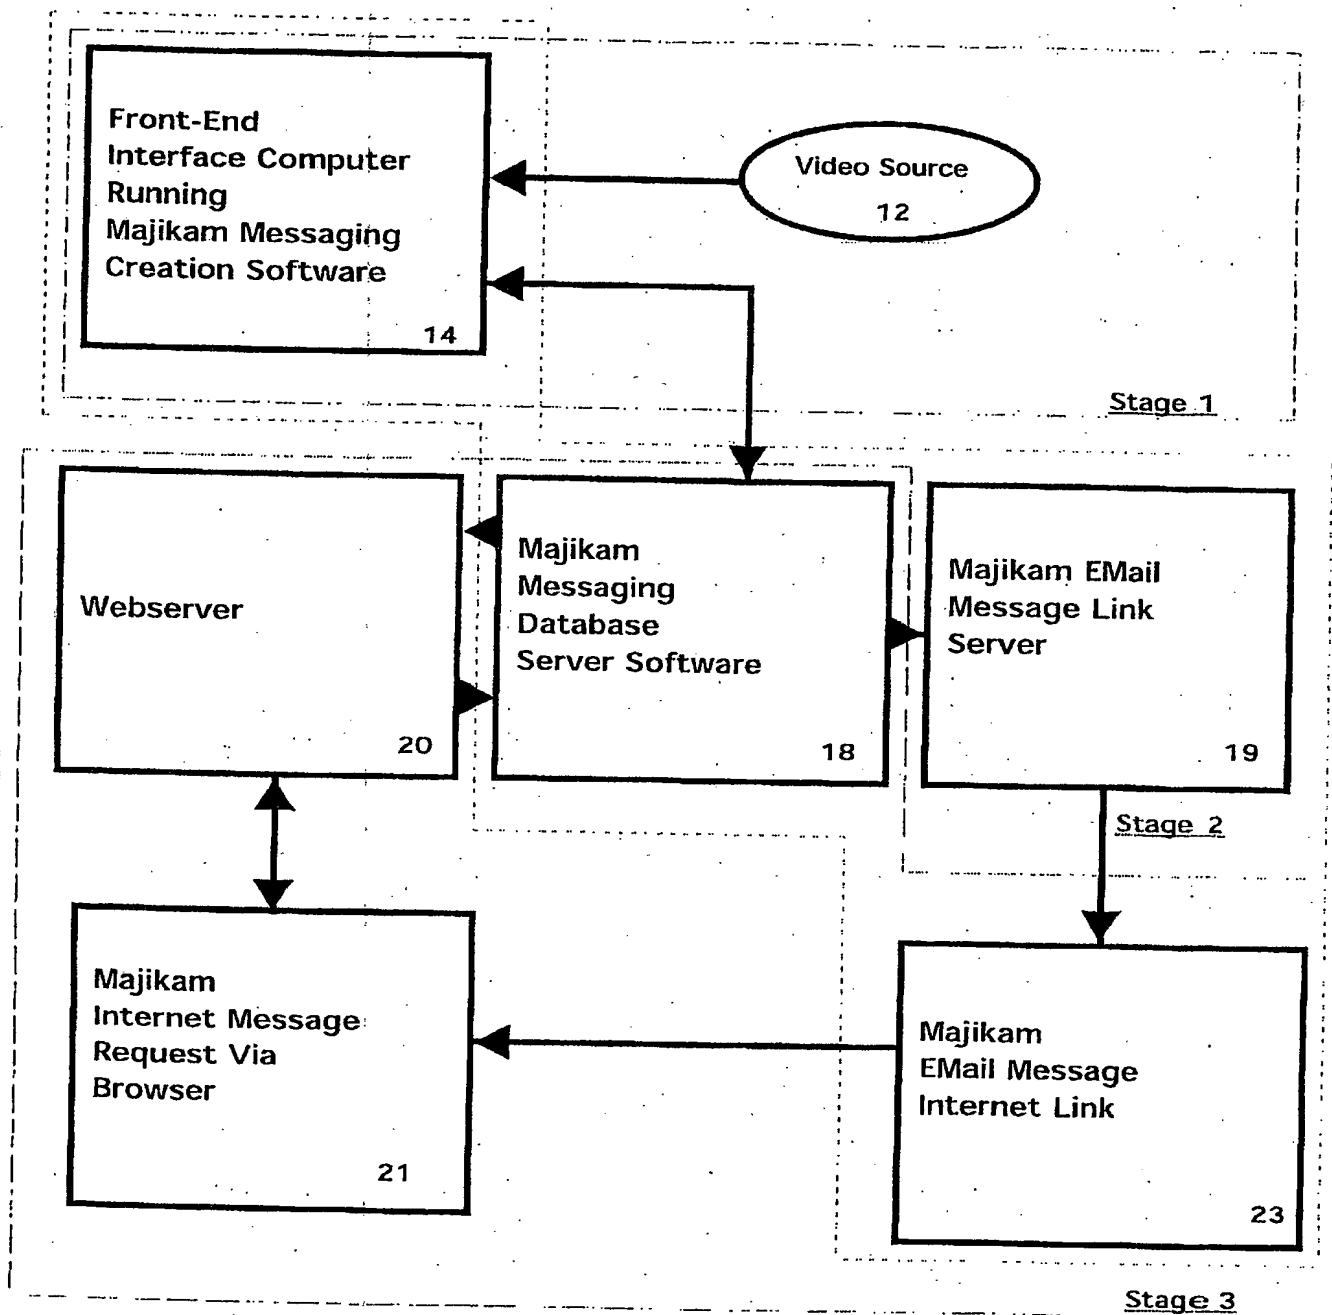 Front-End
Interface Computer
Running
Majikam Messaging
Creation Software
14
Video Source
12
Stage 1
Webserver
20
Majikam
Messaging
Database
Server Software
18
Majikam EMail
Message Link
Server
19
Stage 2
Majikam
Internet Message
Request Via
Browser
21
Majikam
EMail Message
Internet Link
23
Stage 3